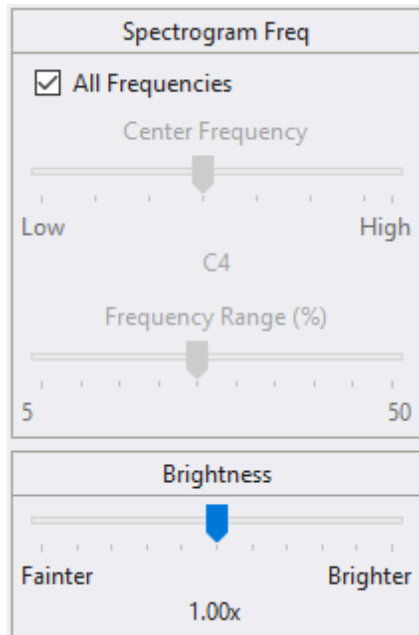 Spectrogram Freq
All Frequencies
Center Frequency
Low High
C4
Frequency Range (%)
5 50
Brightness
Fainter Brighter
1.00x